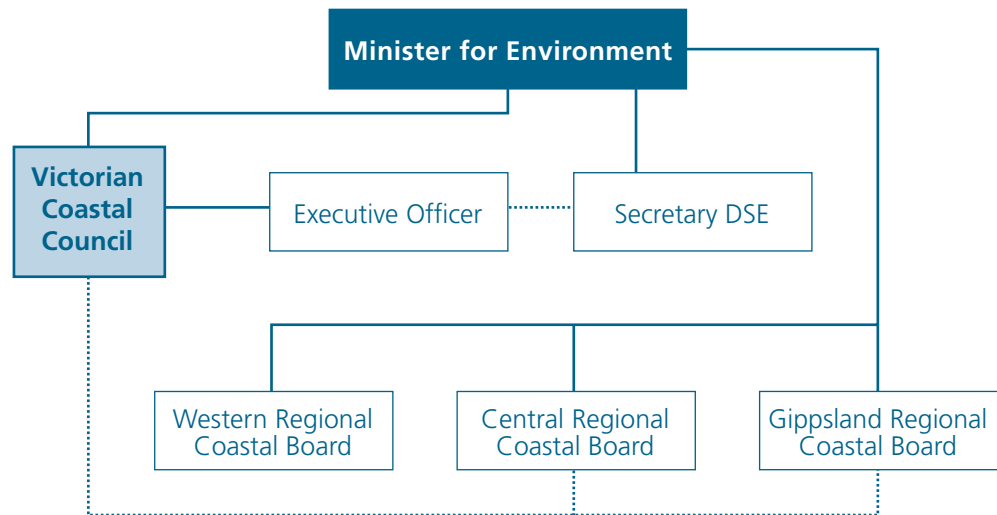 Minister for Environment
Victorian
Coastal
Council
Executive Officer
Secretary DSE
Western Regional
Coastal Board
Central Regional
Coastal Board
Gippsland Regional
Coastal Board